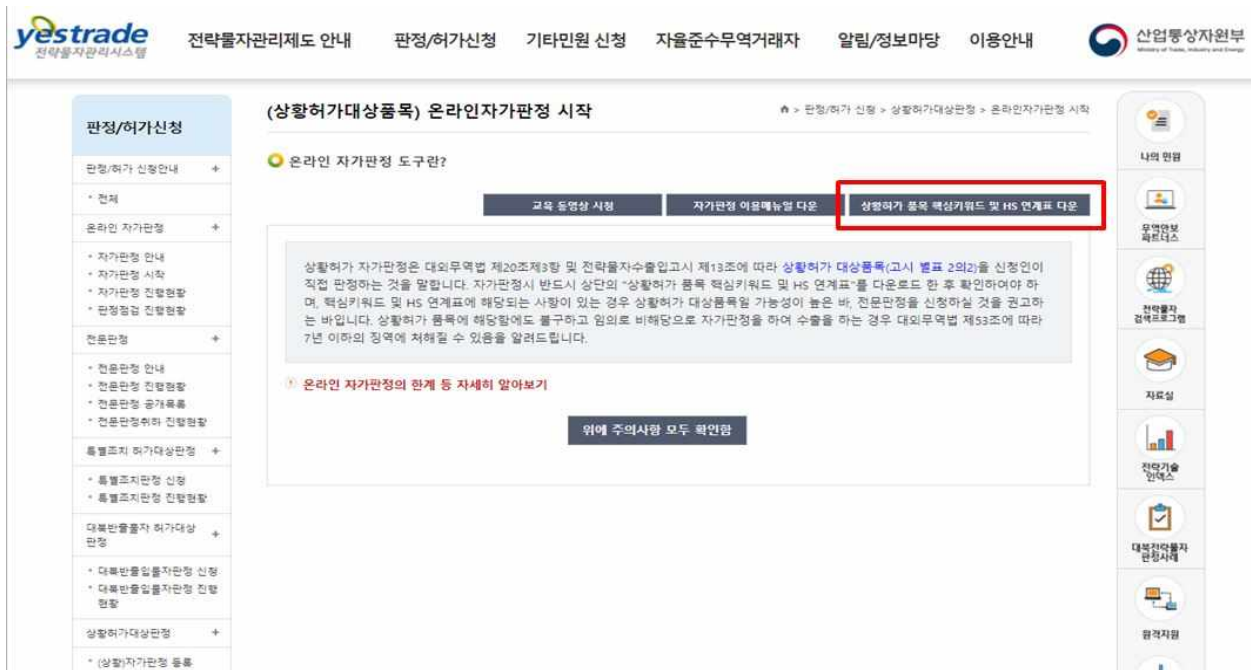 yestrade
전략물자관리시스템
전략물자관리제도 안내
판정/허가신청
기타민원 신청
자율준수무역거래자
알림/정보마당
이용안내
산업통상자원부
Ministry of Trade, Industry and Energy
판정/허가신청
판정/허가 신청안내 +
전체
온라인 자가판정 +
자가판정 안내
자가판정 시작
자가판정 진행현황
판정점검 진행현황
전문판정 +
전문판정 안내
전문판정 진행현황
전문판정 공개목록
전문판정취하 진행현황
특별조치 허가대상판정 +
특별조치판정 신청
특별조치판정 진행현황
대북반출물자 허가대상 +
판정
대북반출입물자판정 신청
대북반출입물자판정 진행
현황
상황허가대상판정 +
(상황)자가판정 등록
(상황허가대상품목) 온라인자가판정 시작
> 판정/허가 신청 > 상황허가대상판정 > 온라인자가판정 시작
온라인 자가판정 도구란?
교육 동영상 시청
자가판정 이용매뉴얼 다운
상황허가 품목 핵심키워드 및 HS 연계표 다운
상황허가 자가판정은 대외무역법 제20조제3항 및 전략물자수출입고시 제13조에 따라 상황허가 대상품목(고시 별표 2의2)을 신청인이
직접 판정하는 것을 말합니다. 자가판정시 반드시 상단의 "상황허가 품목 핵심키워드 및 HS 연계표"를 다운로드 한 후 확인하여야 하
며, 핵심키워드 및 HS 연계표에 해당되는 사항이 있는 경우 상황허가 대상품목일 가능성이 높은 바, 전문판정을 신청하실 것을 권고하
는 바입니다. 상황허가 품목에 해당함에도 불구하고 임의로 비해당으로 자가판정을 하여 수출을 하는 경우 대외무역법 제53조에 따라
7년 이하의 징역에 처해질 수 있음을 알려드립니다.
온라인 자가판정의 한계 등 자세히 알아보기
위에 주의사항 모두 확인함
나의 민원
무역안보
파트너스
전략물자
검색프로그램
자료실
전략기술
인덱스
대북전략물자
판정사례
원격지원